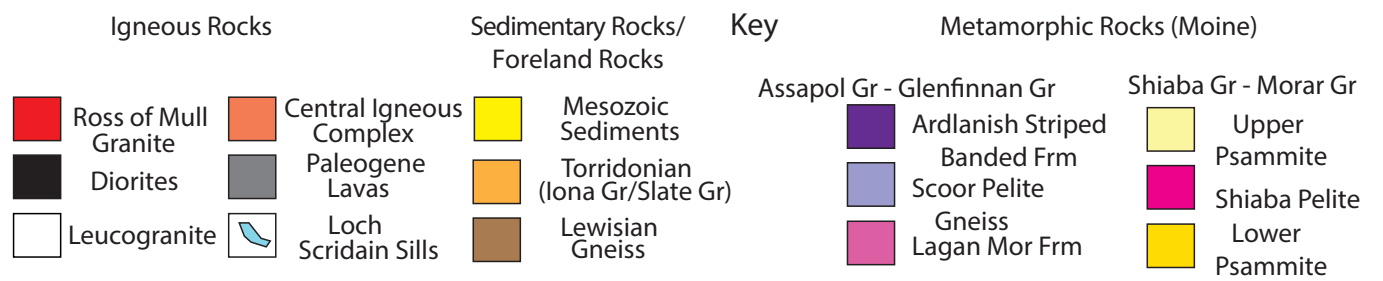 Igneous Rocks
Sedimentary Rocks/
Foreland Rocks
Key
Metamorphic Rocks (Moine)
Ross of Mull
Granite
Diorites
Leucogranite
Central Igneous
Complex
Paleogene
Lavas
Loch
Scridain Sills
Mesozoic
Sediments
Torridonian
(Iona Gr/Slate Gr)
Lewisian
Gneiss
Assapol Gr - Glenfinnan Gr
Ardlanish Striped
Banded Frm
Scoor Pelite
Gneiss
Lagan Mor Frm
Shiaba Gr - Morar Gr
Upper
Psammite
Shiaba Pelite
Lower
Psammite